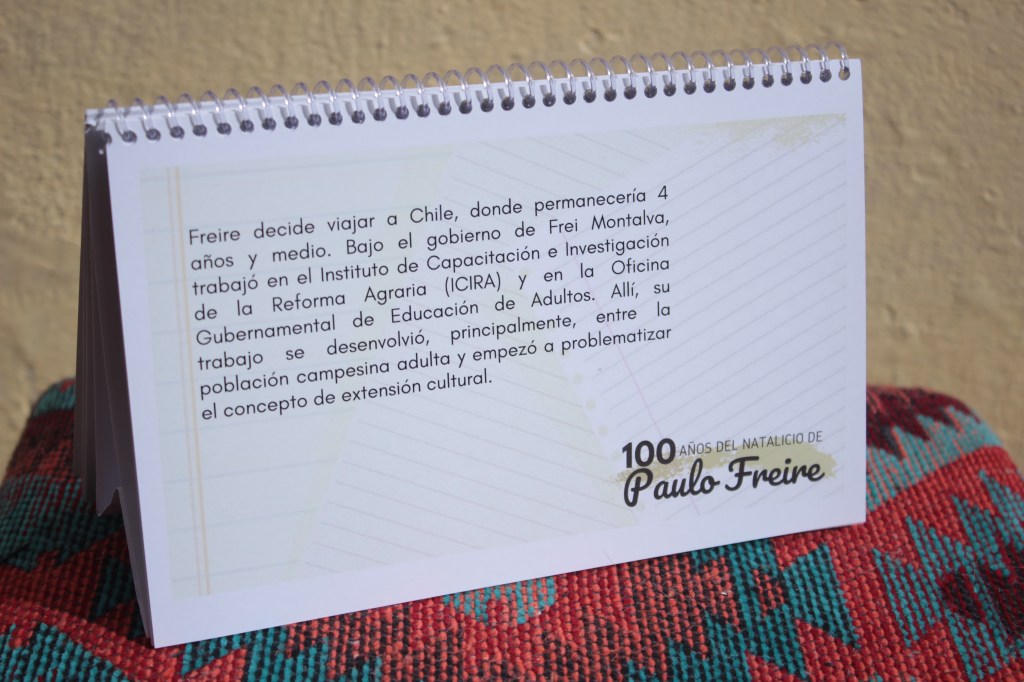 Freire decide viajar a Chile, donde permanecería 4
años y medio. Bajo el gobierno de Frei Montalva,
trabajó en el Instituto de Capacitación e Investigación
de la Reforma Agraria (ICIRA) y en la Oficina
Gubernamental de Educación de Adultos. Allí, su
trabajo se desenvolvió, principalmente, entre la
población campesina adulta y empezó a problematizar
el concepto de extensión cultural.
100 AÑOS DEL NATALICIO DE
Paulo Freire